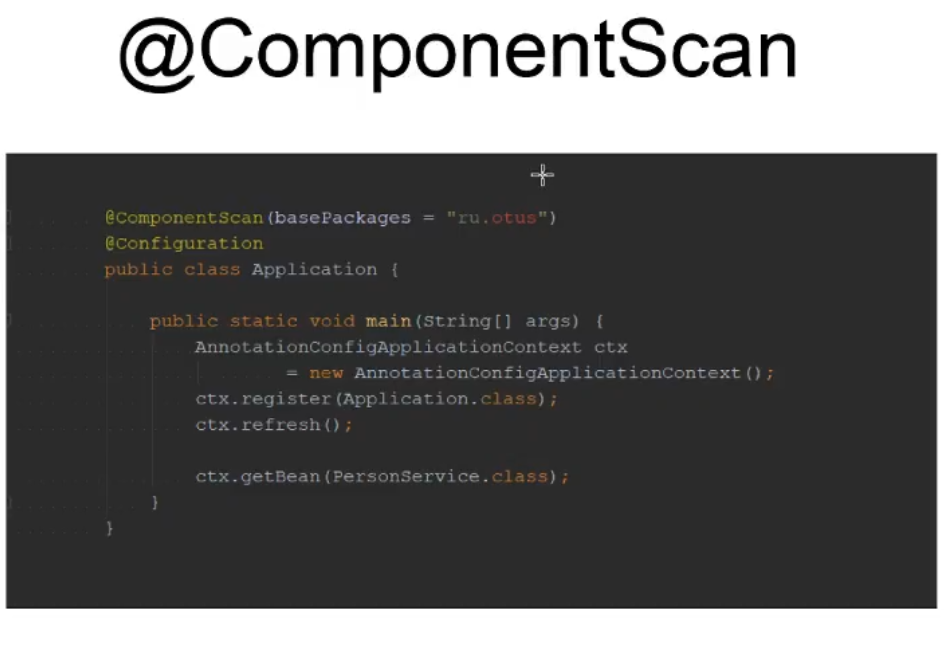 @ComponentScan
@ComponentScan(basePackages = "ru.otus")
@Configuration
public class Application {
public static void main(String[] args) {
AnnotationConfigApplicationContext ctx
= new AnnotationConfigApplicationContext();
ctx.register(Application.class);
ctx.refresh();
ctx.getBean(PersonService.class);
}
}